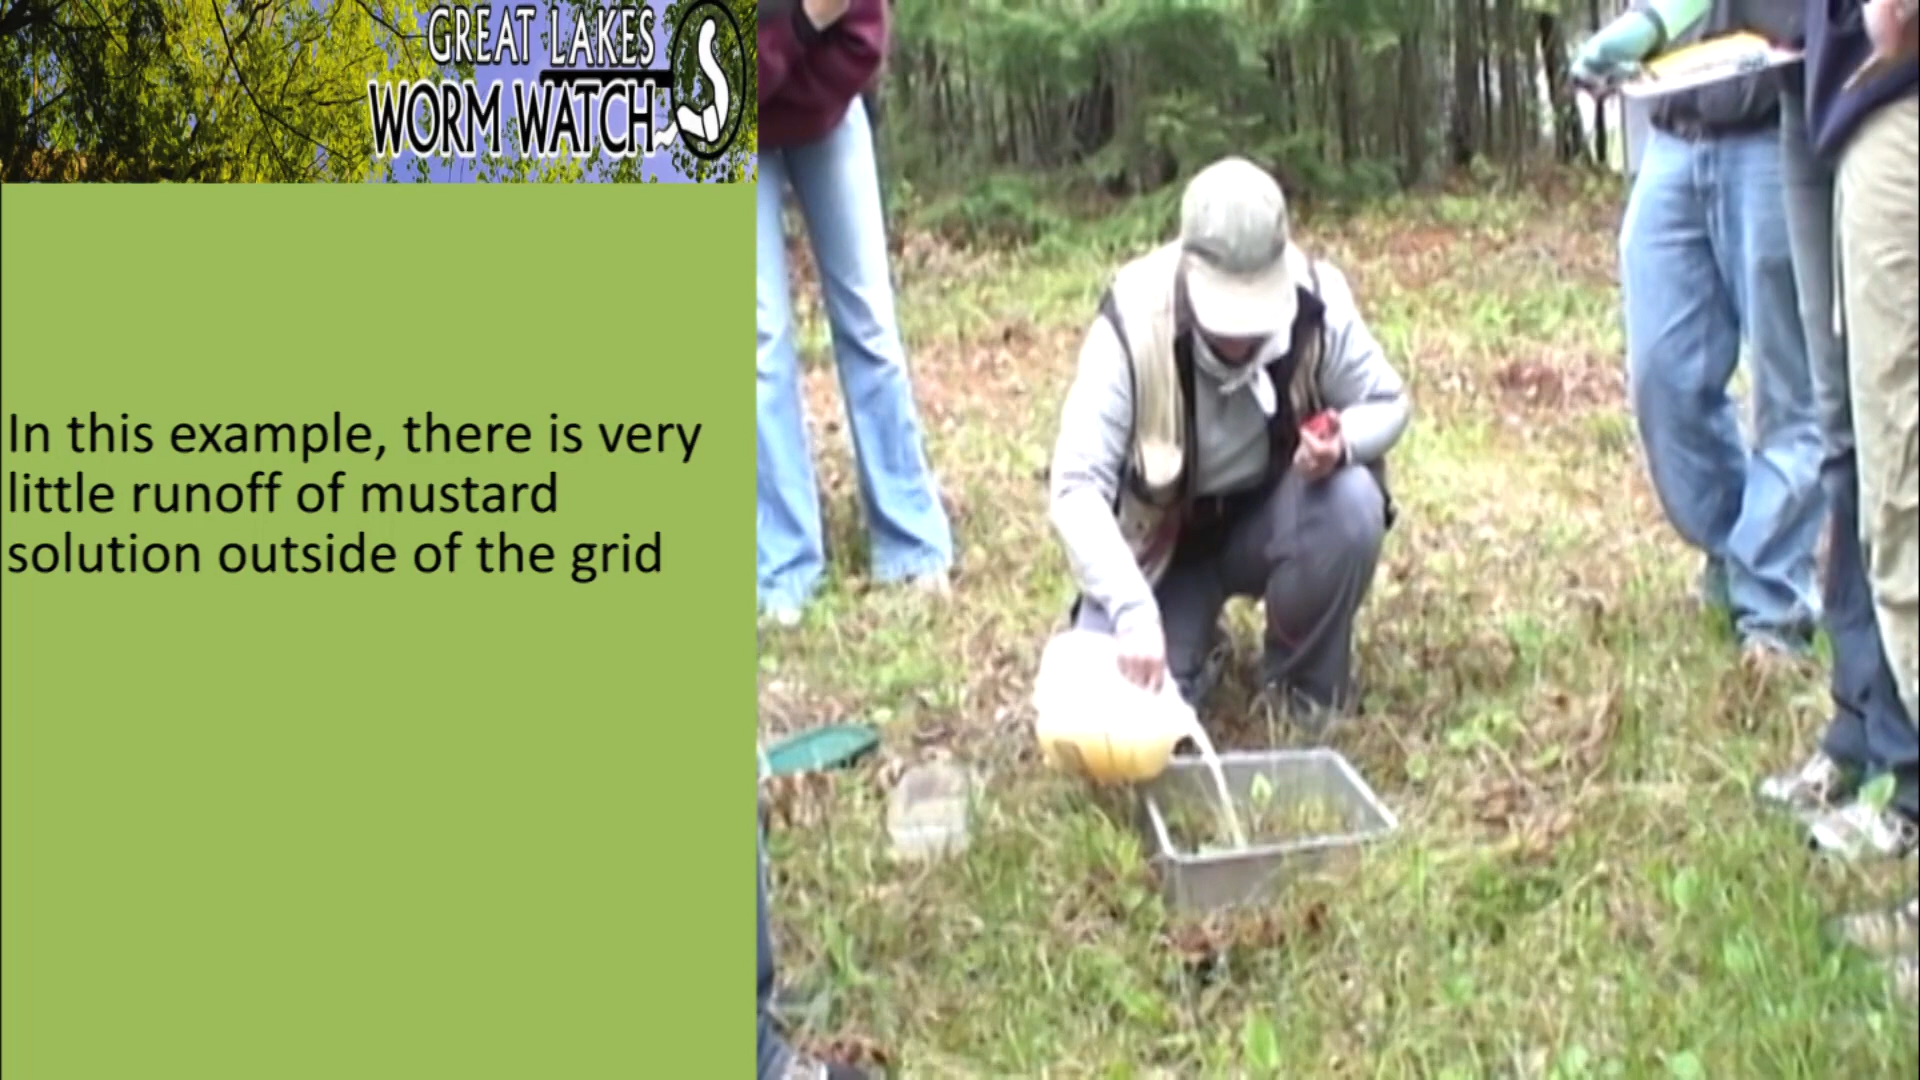 GREAT LAKES
WORM WATCH
In this example, there is very
little runoff of mustard
solution outside of the grid